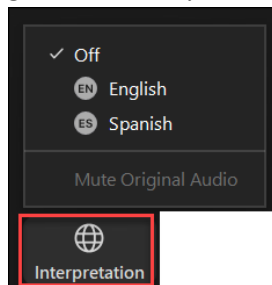 Off
EN English
ES Spanish
Mute Original Audio
Interpretation